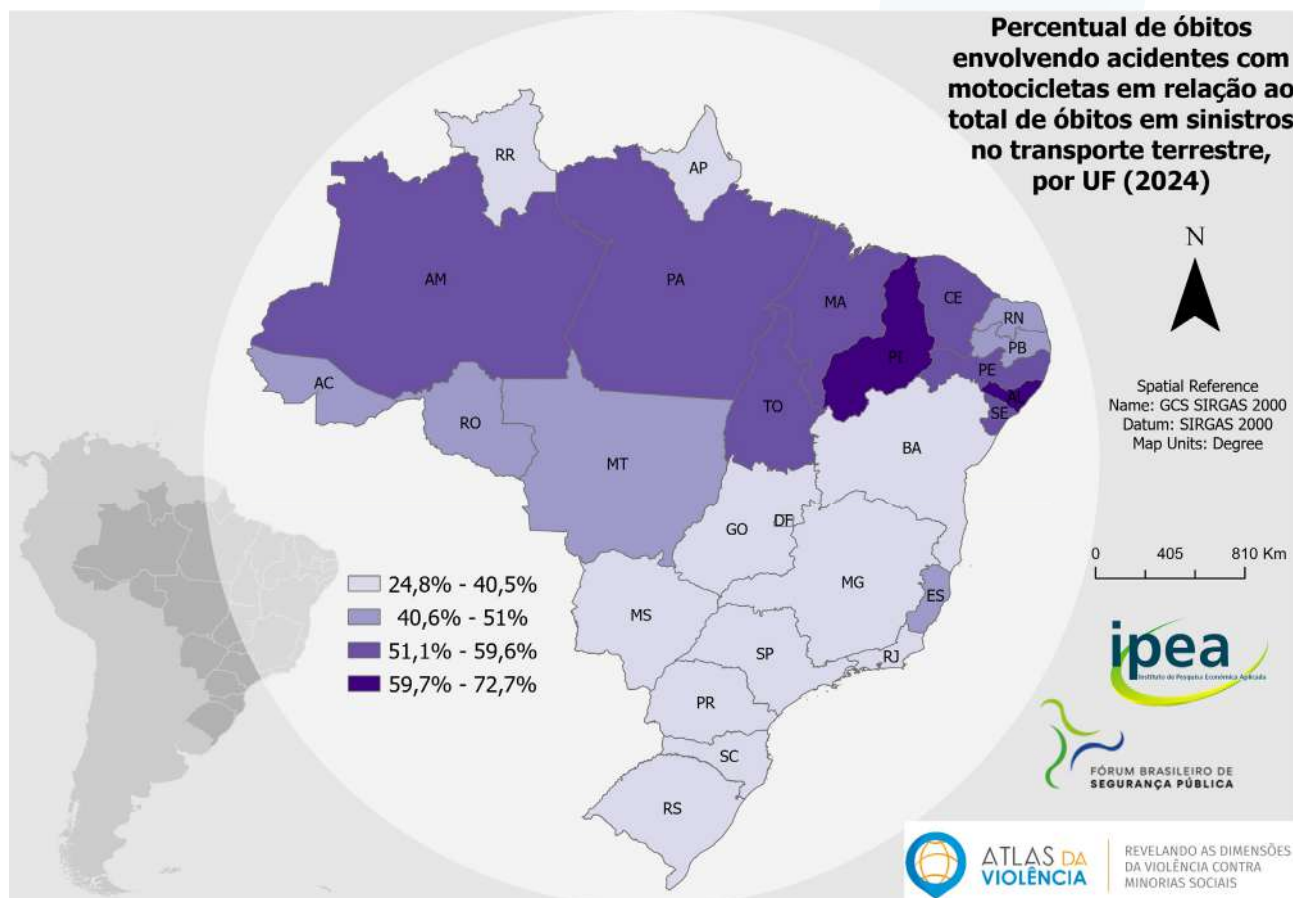 Percentual de óbitos
envolvendo acidentes com
motocicletas em relação ao
total de óbitos em sinistros
no transporte terrestre,
por UF (2024)
N
RR
AP
AM
PA
MA
CE
RN
PB
PI
PE
AL
SE
AC
TO
RO
BA
MT
Spatial Reference
Name: GCS SIRGAS 2000
Datum: SIRGAS 2000
Map Units: Degree
GO
DF
MG
ES
MS
SP
RJ
PR
SC
RS
0 405 810 Km
24,8% - 40,5%
40,6% - 51%
51,1% - 59,6%
59,7% - 72,7%
ipea
Instituto de Pesquisa Econômica Aplicada
FÓRUM BRASILEIRO DE
SEGURANÇA PÚBLICA
ATLAS DA
VIOLÊNCIA
REVELANDO AS DIMENSÕES
DA VIOLÊNCIA CONTRA
MINORIAS SOCIAIS